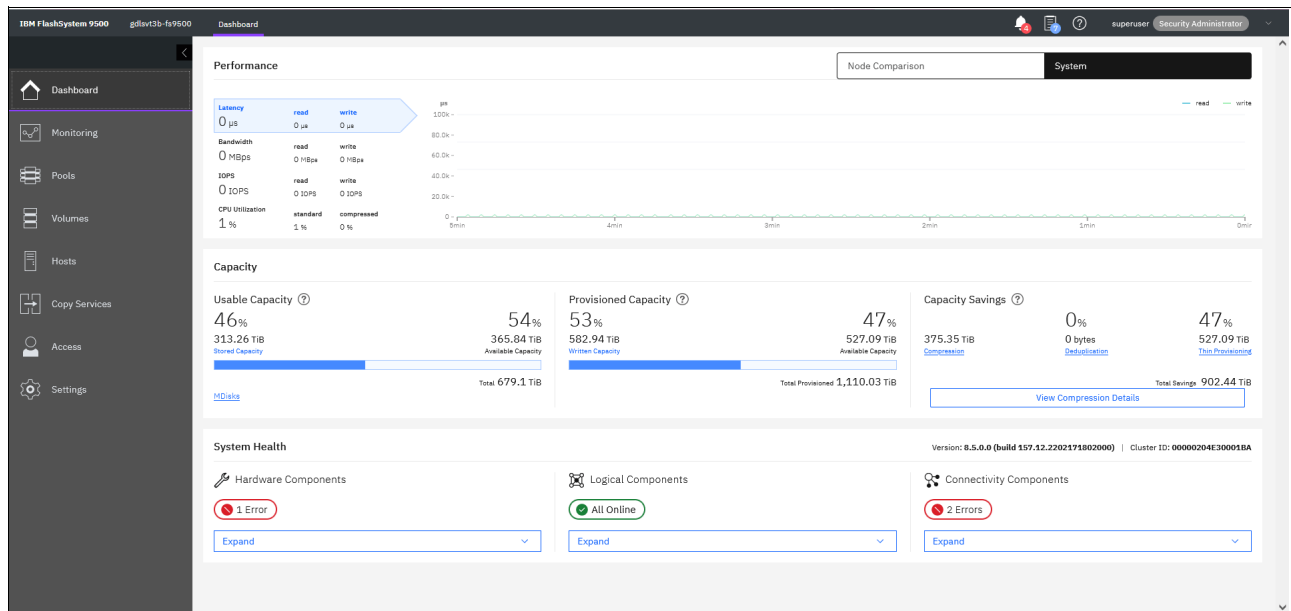 IBM FlashSystem 9500 gdlsvt3b-fs9500 Dashboard 4 7 superuser Security Administrator
Dashboard
Monitoring
Pools
Volumes
Hosts
Copy Services
Access
Settings
Performance Node Comparison System
Latency read write
0 µs 0 µs 0 µs
Bandwidth read write
0 MBps 0 MBps 0 MBps
IOPS read write
0 IOPS 0 IOPS 0 IOPS
CPU Utilization standard compressed
1 % 1 % 0 %
µs read write
100k
80.0k
60.0k
40.0k
20.0k
0
5min 4min 3min 2min 1min 0min
Capacity
Usable Capacity
46% 54%
313.26 TiB 365.84 TiB
Stored Capacity Available Capacity
Total 679.1 TiB
MDisks
Provisioned Capacity
53% 47%
582.94 TiB 527.09 TiB
Written Capacity Available Capacity
Total Provisioned 1,110.03 TiB
Capacity Savings
0% 47%
375.35 TiB 0 bytes 527.09 TiB
Compression Deduplication Thin Provisioning
Total Savings 902.44 TiB
View Compression Details
System Health Version: 8.5.0.0 (build 157.12.2202171802000) | Cluster ID: 00000204E30001BA
Hardware Components
1 Error
Expand
Logical Components
All Online
Expand
Connectivity Components
2 Errors
Expand